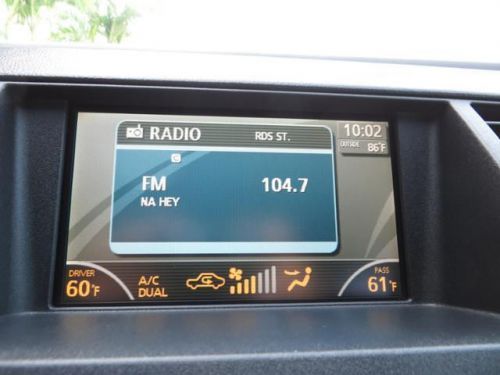 RADIO RDS ST. 10:02
OUTSIDE 86°F
C
FM 104.7
NA HEY
DRIVER 60°F
A/C DUAL
PASS 61°F